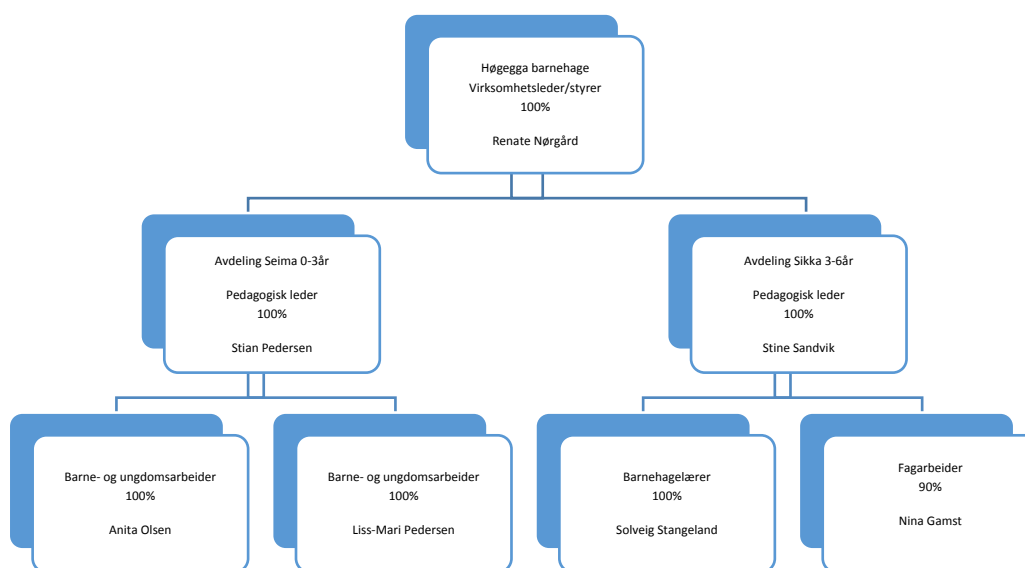 Høgegga barnehage
Virksomhetsleder/styrer
100%
Renate Nørgård
Avdeling Seima 0-3år
Pedagogisk leder
100%
Stian Pedersen
Avdeling Sikka 3-6år
Pedagogisk leder
100%
Stine Sandvik
Barne- og ungdomsarbeider
100%
Anita Olsen
Barne- og ungdomsarbeider
100%
Liss-Mari Pedersen
Barnehagelærer
100%
Solveig Stangeland
Fagarbeider
90%
Nina Gamst